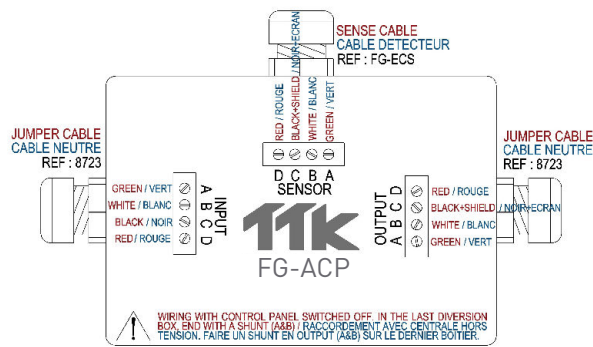 SENSE CABLE
CABLE DETECTEUR
REF : FG-ECS
RED / ROUGE
BLACK+SHIELD / NOIR+ECRAN
WHITE / BLANC
GREEN / VERT
D C B A
SENSOR
JUMPER CABLE
CABLE NEUTRE
REF : 8723
GREEN / VERT
WHITE / BLANC
BLACK / NOIR
RED / ROUGE
A
B
C
D
INPUT
TTK
FG-ACP
OUTPUT
D
C
B
A
RED / ROUGE
BLACK+SHIELD / NOIR+ECRAN
WHITE / BLANC
GREEN / VERT
JUMPER CABLE
CABLE NEUTRE
REF : 8723
WIRING WITH CONTROL PANEL SWITCHED OFF. IN THE LAST DIVERSION
BOX, END WITH A SHUNT (A&B) / RACCORDEMENT AVEC CENTRALE HORS
TENSION. FAIRE UN SHUNT EN OUTPUT (A&B) SUR LE DERNIER BOITIER.